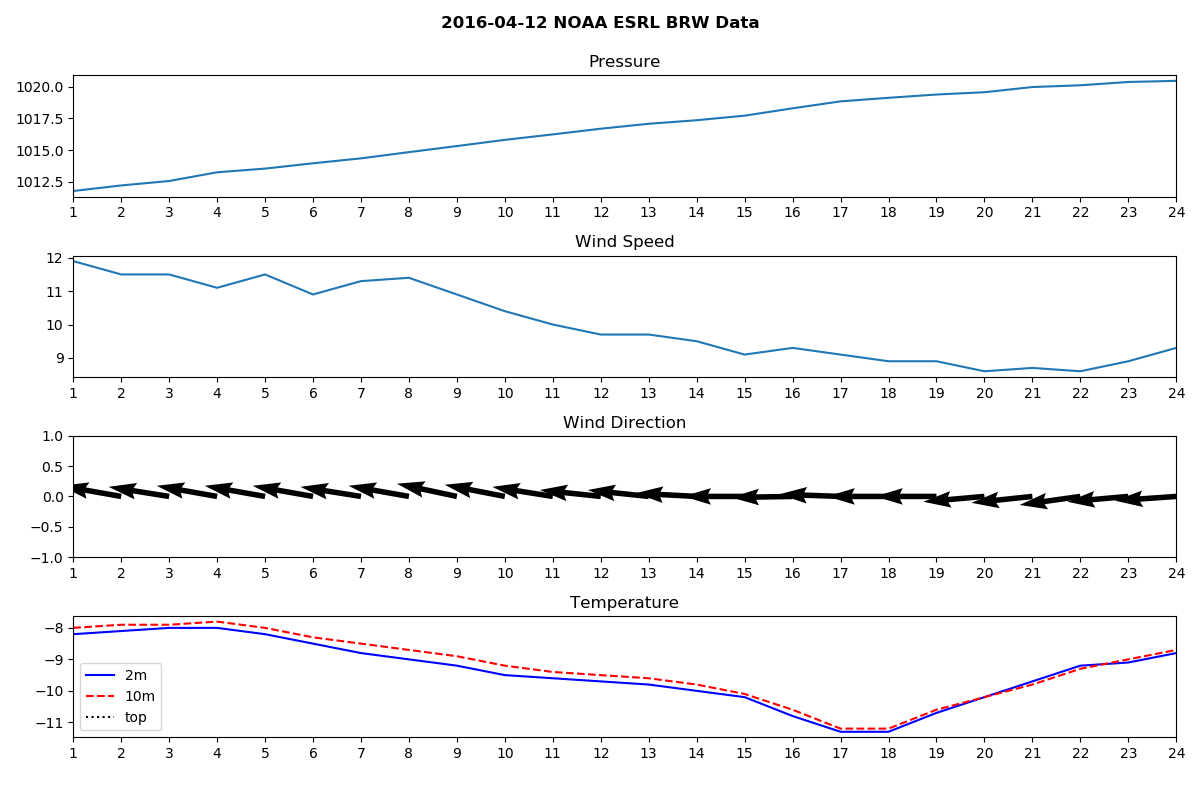 2016-04-12 NOAA ESRL BRW Data
Pressure
1020.0
1017.5
1015.0
1012.5
1 2 3 4 5 6 7 8 9 10 11 12 13 14 15 16 17 18 19 20 21 22 23 24
Wind Speed
12
11
10
9
1 2 3 4 5 6 7 8 9 10 11 12 13 14 15 16 17 18 19 20 21 22 23 24
Wind Direction
1.0
0.5
0.0
−0.5
−1.0
1 2 3 4 5 6 7 8 9 10 11 12 13 14 15 16 17 18 19 20 21 22 23 24
Temperature
−8
−9
−10
−11
2m
10m
top
1 2 3 4 5 6 7 8 9 10 11 12 13 14 15 16 17 18 19 20 21 22 23 24